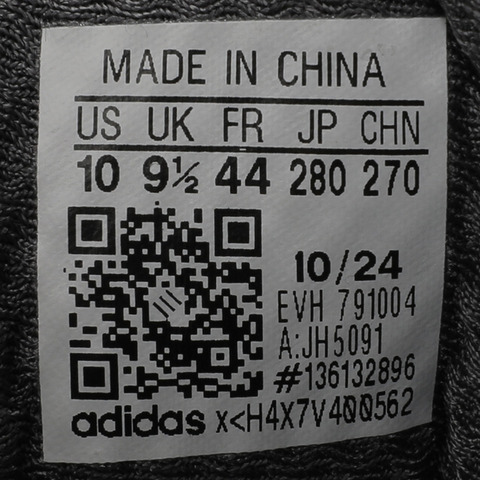 MADE IN CHINA
US UK FR JP CHN
10 9½ 44 280 270
10/24
EVH 791004
A:JH5091
#136132896
adidas x<H4X7V400562